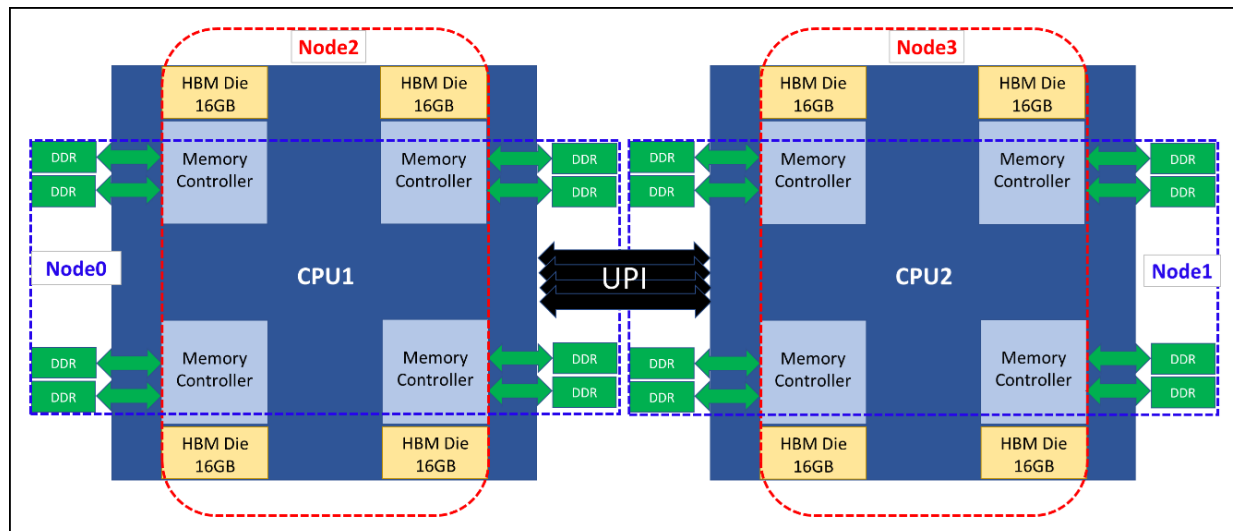 Node2
Node3
HBM Die
16GB
HBM Die
16GB
HBM Die
16GB
HBM Die
16GB
DDR
DDR
Memory
Controller
Memory
Controller
DDR
DDR
DDR
DDR
Memory
Controller
Memory
Controller
DDR
DDR
Node0
CPU1
UPI
CPU2
Node1
DDR
DDR
Memory
Controller
Memory
Controller
DDR
DDR
DDR
DDR
Memory
Controller
Memory
Controller
DDR
DDR
HBM Die
16GB
HBM Die
16GB
HBM Die
16GB
HBM Die
16GB